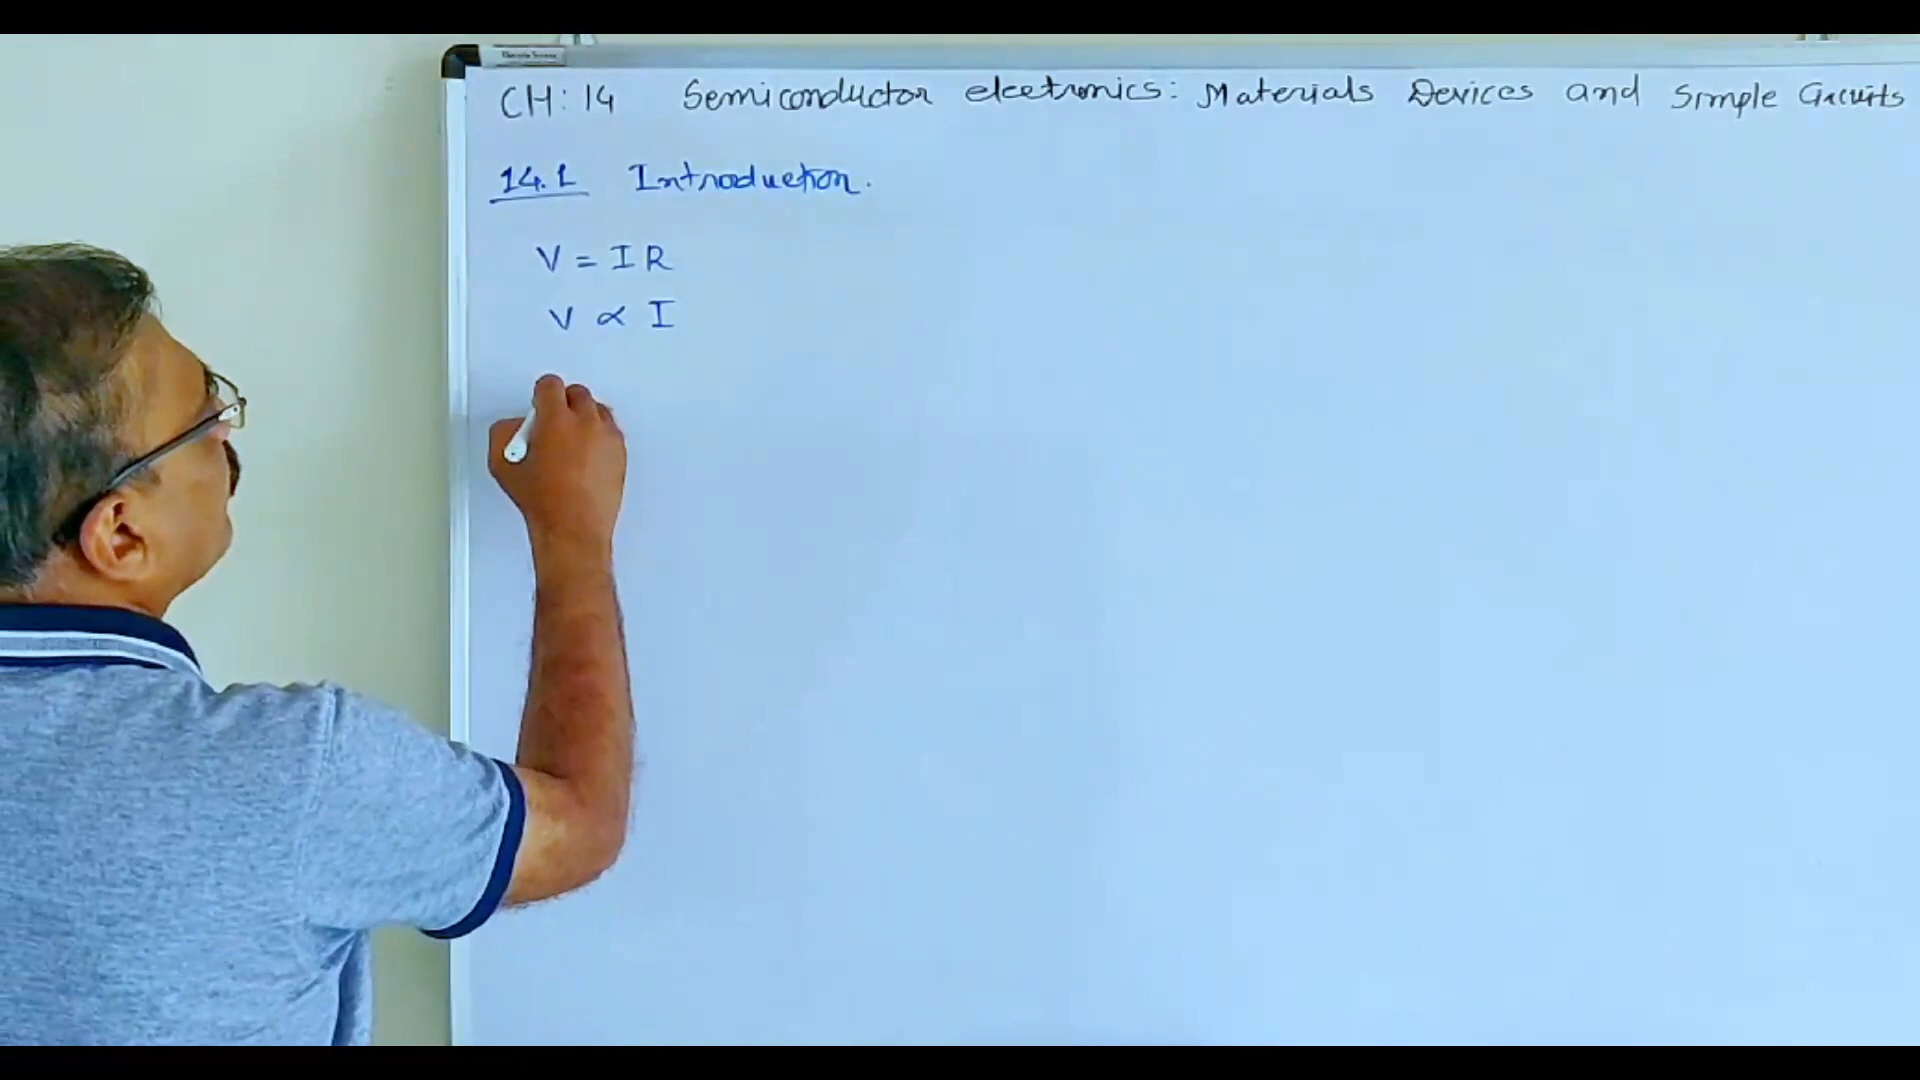 CH: 14 Semiconductor electronics: Materials Devices and Simple Circuits
14.1 Introduction.
V = I R
V ∝ I